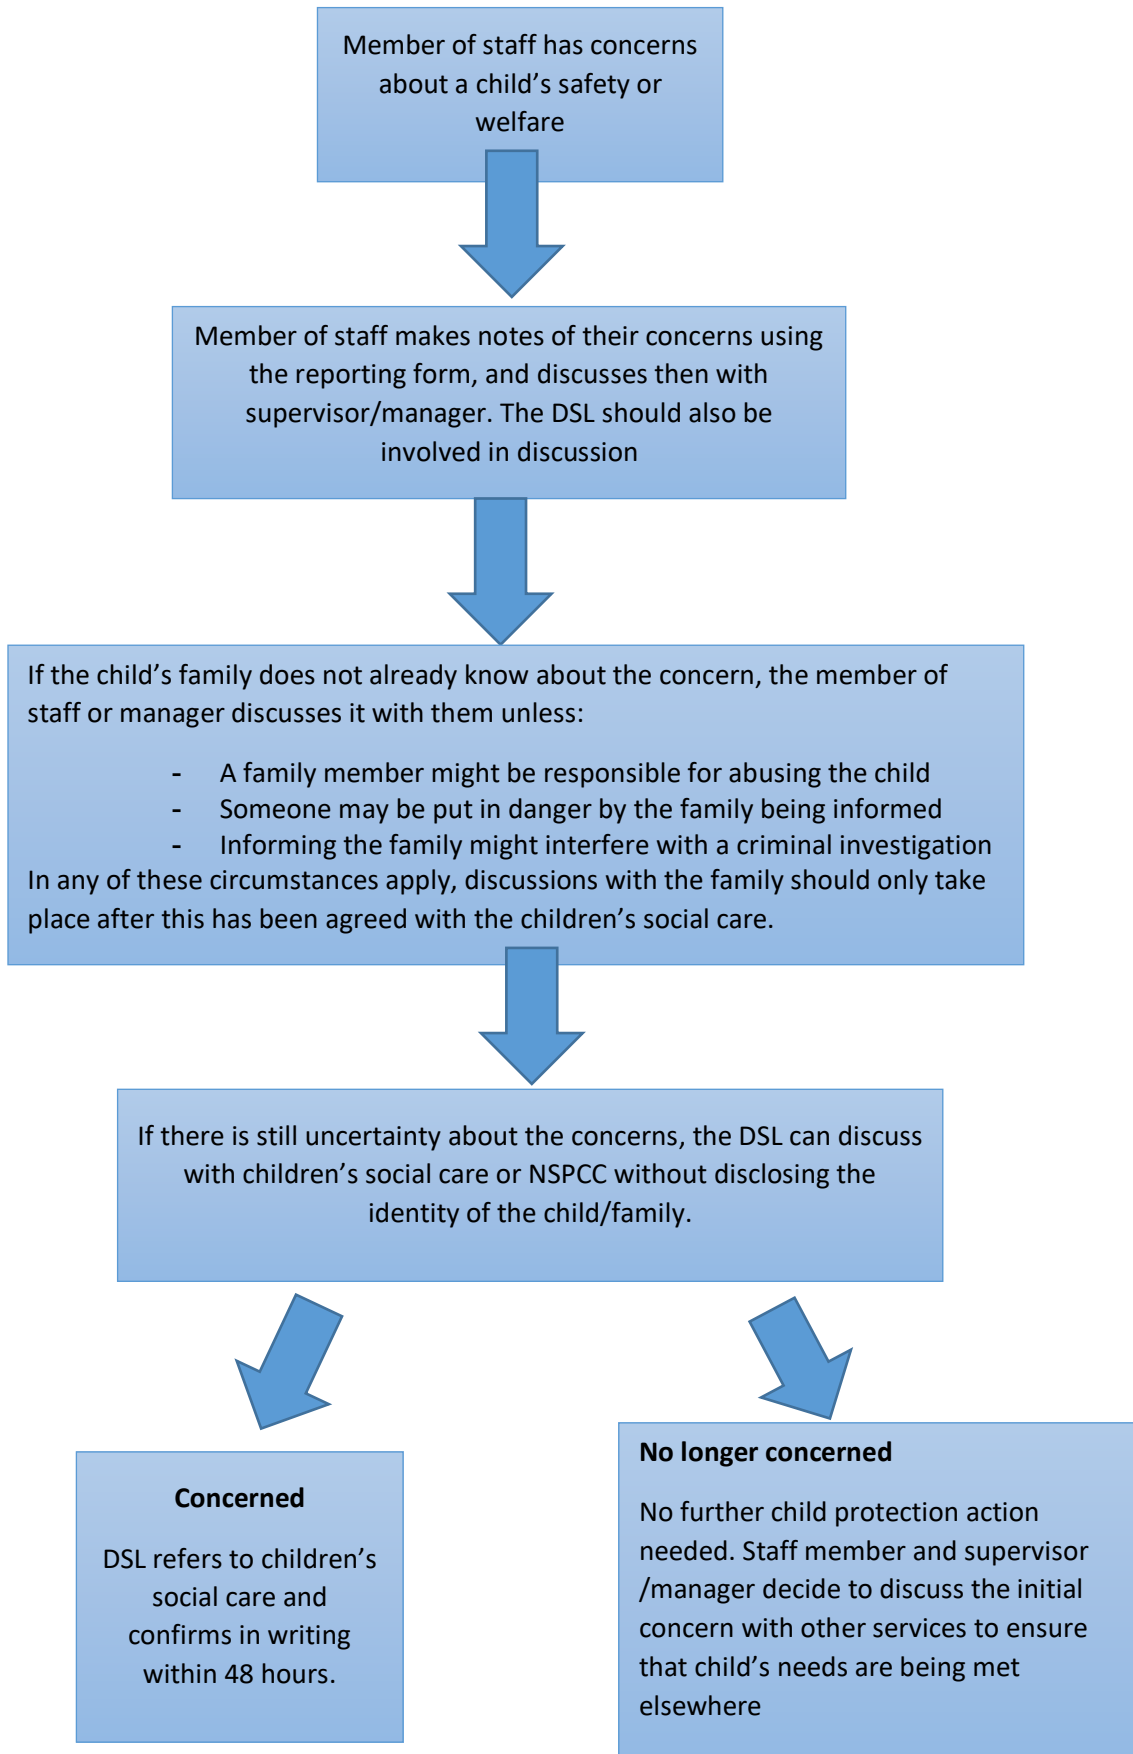 Member of staff has concerns
about a child’s safety or
welfare
Member of staff makes notes of their concerns using
the reporting form, and discusses then with
supervisor/manager. The DSL should also be
involved in discussion
If the child’s family does not already know about the concern, the member of
staff or manager discusses it with them unless:
- A family member might be responsible for abusing the child
- Someone may be put in danger by the family being informed
- Informing the family might interfere with a criminal investigation
In any of these circumstances apply, discussions with the family should only take
place after this has been agreed with the children’s social care.
If there is still uncertainty about the concerns, the DSL can discuss
with children’s social care or NSPCC without disclosing the
identity of the child/family.
Concerned
DSL refers to children’s
social care and
confirms in writing
within 48 hours.
No longer concerned
No further child protection action
needed. Staff member and supervisor
/manager decide to discuss the initial
concern with other services to ensure
that child’s needs are being met
elsewhere